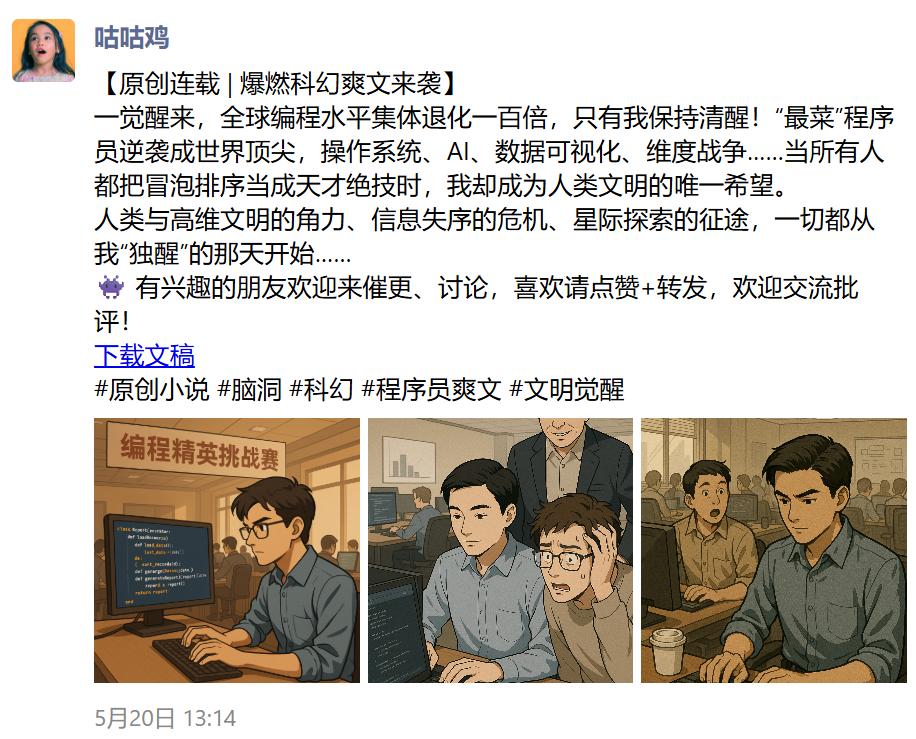 咕咕鸡
【原创连载 | 爆燃科幻爽文来袭】
一觉醒来，全球编程水平集体退化一百倍，只有我保持清醒！“最菜”程序
员逆袭成世界顶尖，操作系统、AI、数据可视化、维度战争......当所有人
都把冒泡排序当成天才绝技时，我却成为人类文明的唯一希望。
人类与高维文明的角力、信息失序的危机、星际探索的征途，一切都从
我“独醒”的那天开始......
👾 有兴趣的朋友欢迎来催更、讨论，喜欢请点赞+转发，欢迎交流批
评！
下载文稿
#原创小说 #脑洞 #科幻 #程序员爽文 #文明觉醒
编程精英挑战赛
5月20日 13:14